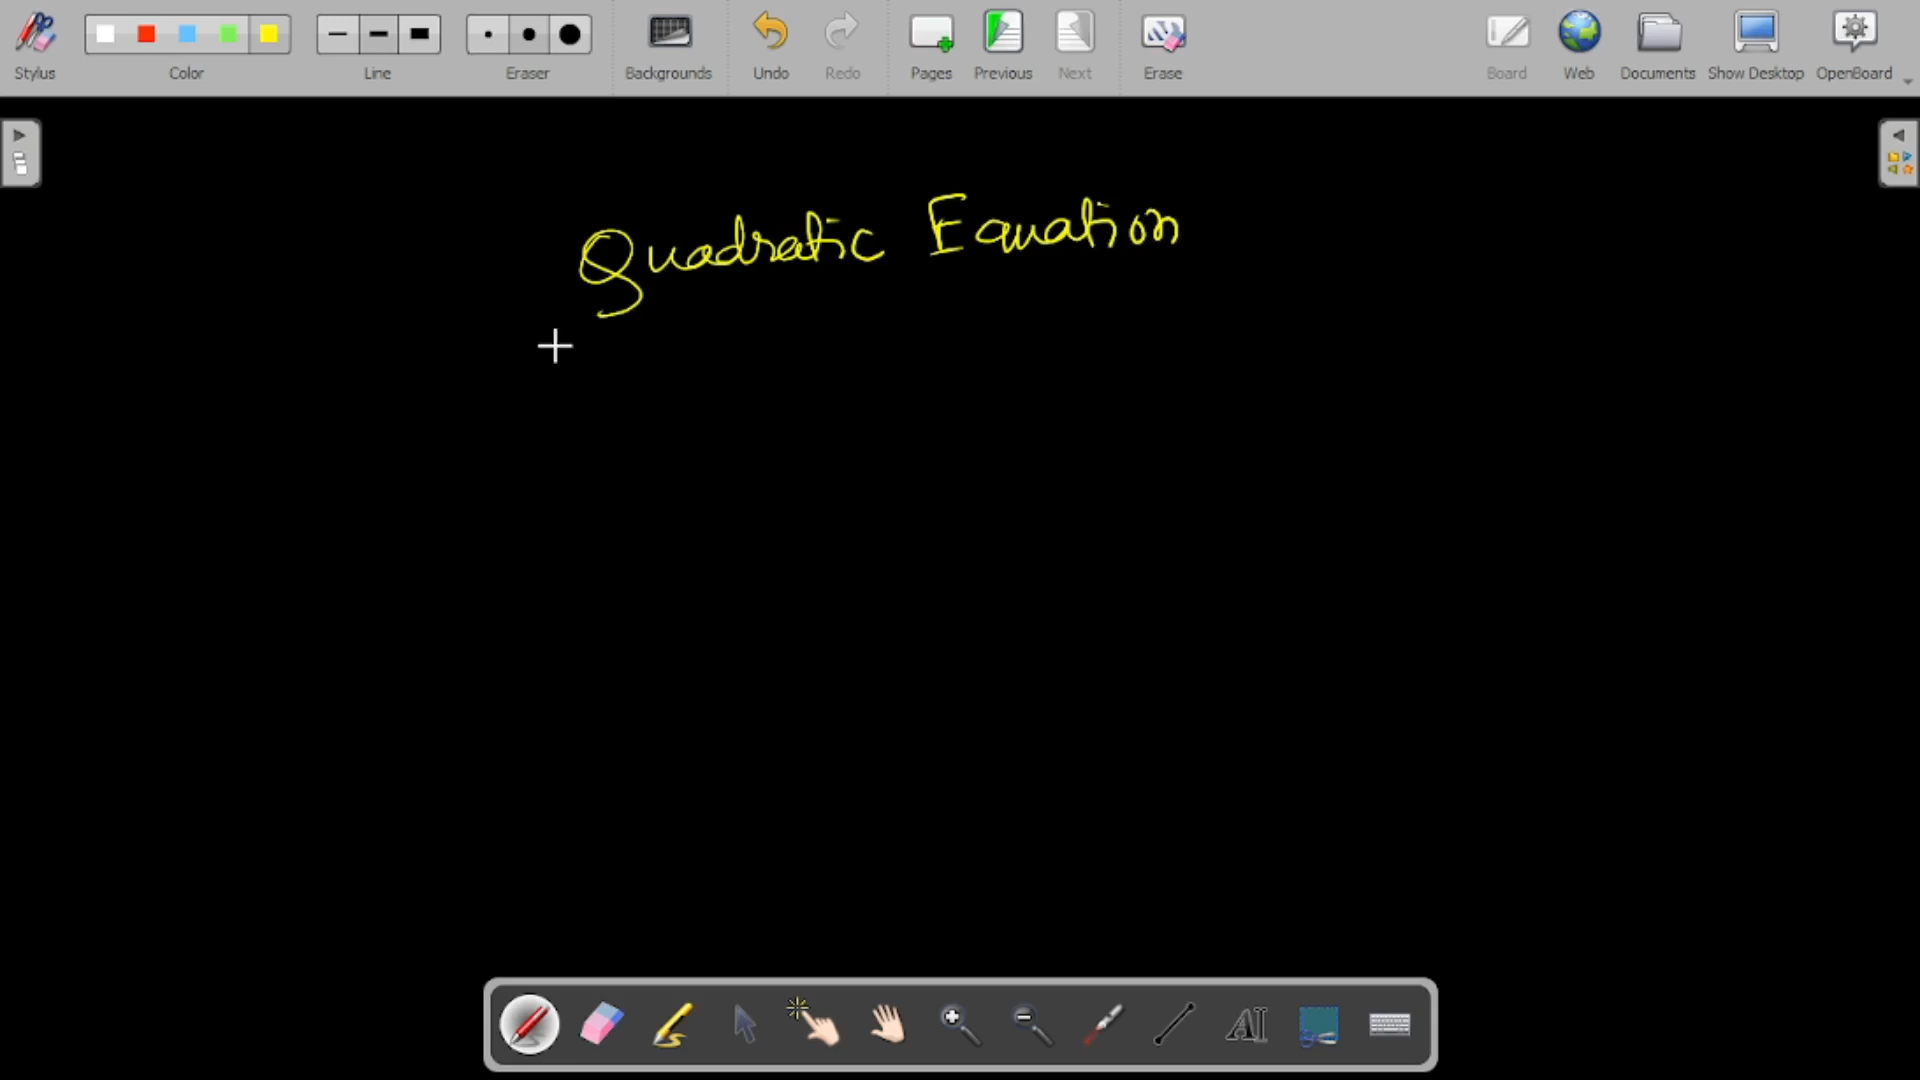 Stylus Color Line Eraser Backgrounds Undo Redo Pages Previous Next Erase Board Web Documents Show Desktop OpenBoard
Quadratic Equation